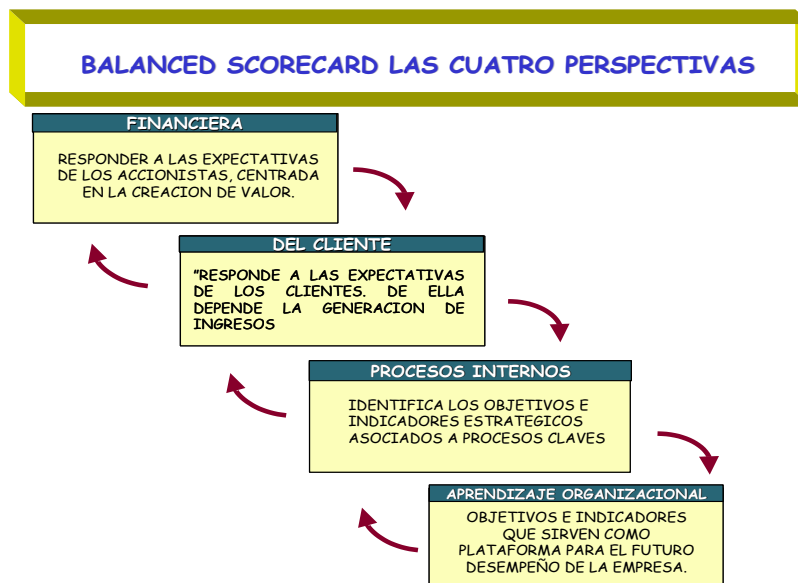 BALANCED SCORECARD LAS CUATRO PERSPECTIVAS
FINANCIERA
RESPONDER A LAS EXPECTATIVAS
DE LOS ACCIONISTAS, CENTRADA
EN LA CREACION DE VALOR.
DEL CLIENTE
"RESPONDE A LAS EXPECTATIVAS
DE LOS CLIENTES. DE ELLA
DEPENDE LA GENERACION DE
INGRESOS
PROCESOS INTERNOS
IDENTIFICA LOS OBJETIVOS E
INDICADORES ESTRATEGICOS
ASOCIADOS A PROCESOS CLAVES
APRENDIZAJE ORGANIZACIONAL
OBJETIVOS E INDICADORES
QUE SIRVEN COMO
PLATAFORMA PARA EL FUTURO
DESEMPEÑO DE LA EMPRESA.